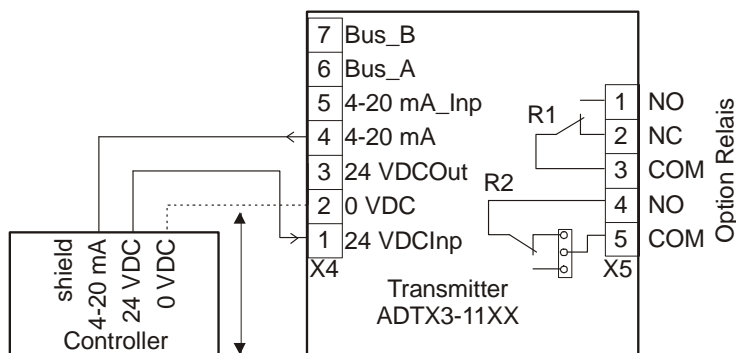 7 Bus_B
6 Bus_A
5 4-20 mA_Inp
4 4-20 mA
3 24 VDCOut
2 0 VDC
1 24 VDCInp
X4
R1
R2
1 NO
2 NC
3 COM
4 NO
5 COM
X5
Option Relais
Transmitter
ADTX3-11XX
shield
4-20 mA
24 VDC
0 VDC
Controller